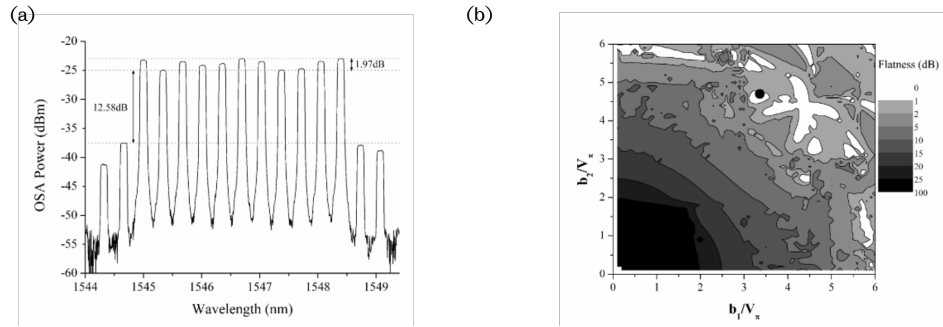 (a)
-20
-25
-30
-35
-40
-45
-50
-55
-60
OSA Power (dBm)
12.58dB
1.97dB
1544 1545 1546 1547 1548 1549
Wavelength (nm)
(b)
6
5
4
3
2
1
0
b₂/Vπ
0 1 2 3 4 5 6
b₁/Vπ
Flatness (dB)
0
1
2
5
10
15
20
25
100